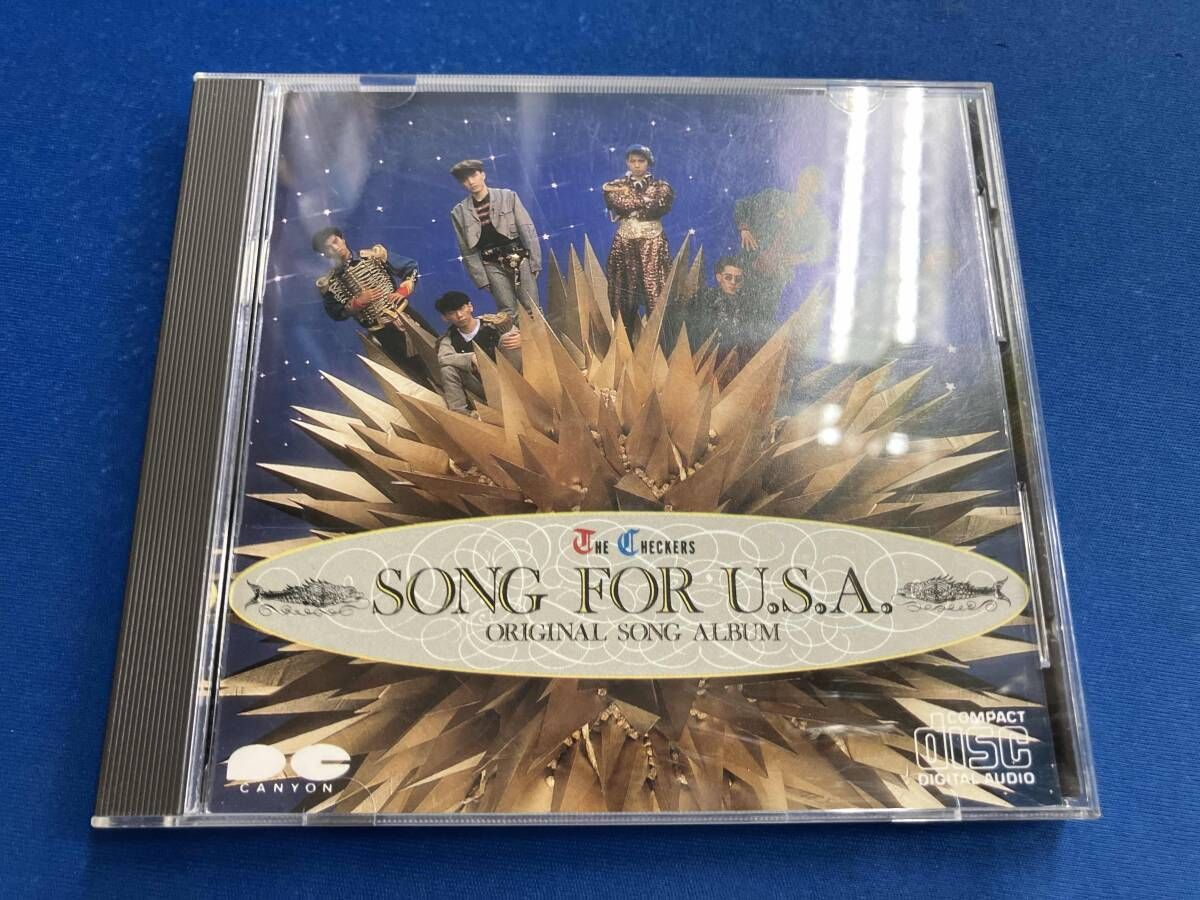 THE CHECKERS
SONG FOR U.S.A.
ORIGINAL SONG ALBUM
CANYON
COMPACT
disc
DIGITAL AUDIO